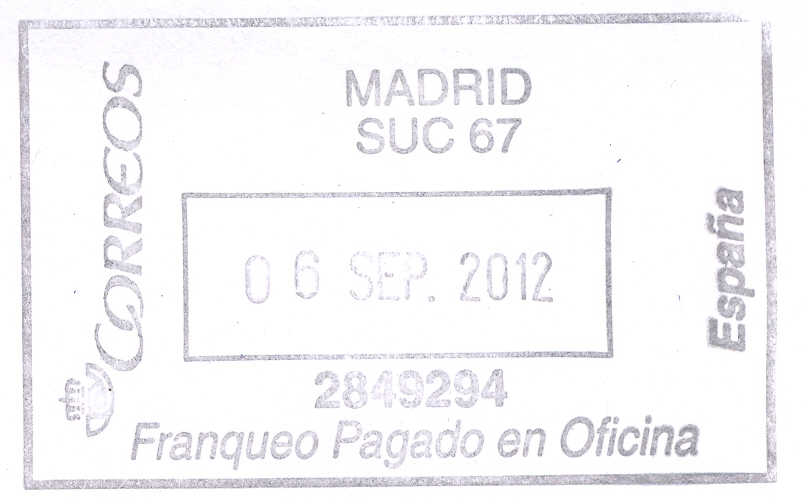 CORREOS
MADRID
SUC 67
06 SEP. 2012
2849294
Franqueo Pagado en Oficina
España